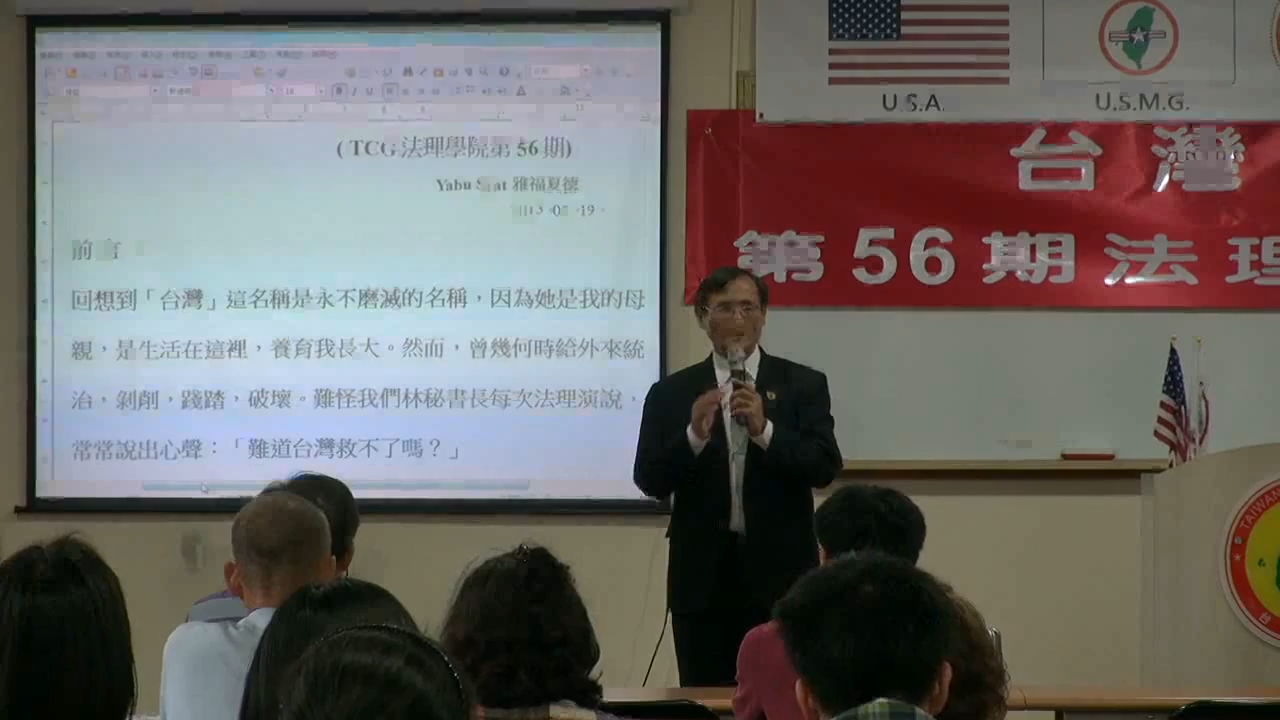 (TCG 法理學院第 56 期)
Yabu 雅福夏德
前言
回想到「台灣」這名稱是永不磨滅的名稱，因為她是我的母
親，是生活在這裡，養育我長大。然而，曾幾何時給外來統
治，剝削，踐踏，破壞。難怪我們林秘書長每次法理演說，
常常說出心聲：「難道台灣救不了嗎？」
U.S.A.
U.S.M.G.
台灣
第56期法理
TAIWAN